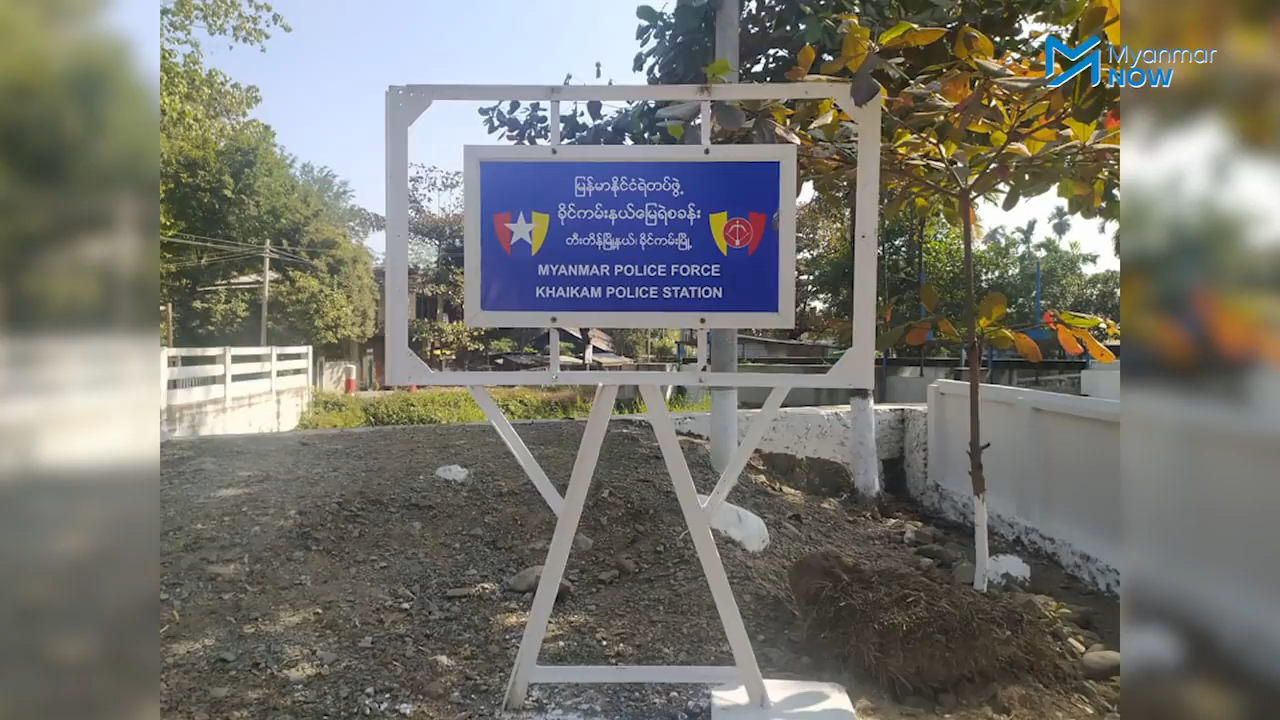 Myanmar
NOW
မြန်မာနိုင်ငံရဲတပ်ဖွဲ့
ခိုင်ကမ်းနယ်မြေရဲစခန်း
တီးတိန်မြို့နယ်၊ ခိုင်ကမ်းမြို့
MYANMAR POLICE FORCE
KHAIKAM POLICE STATION